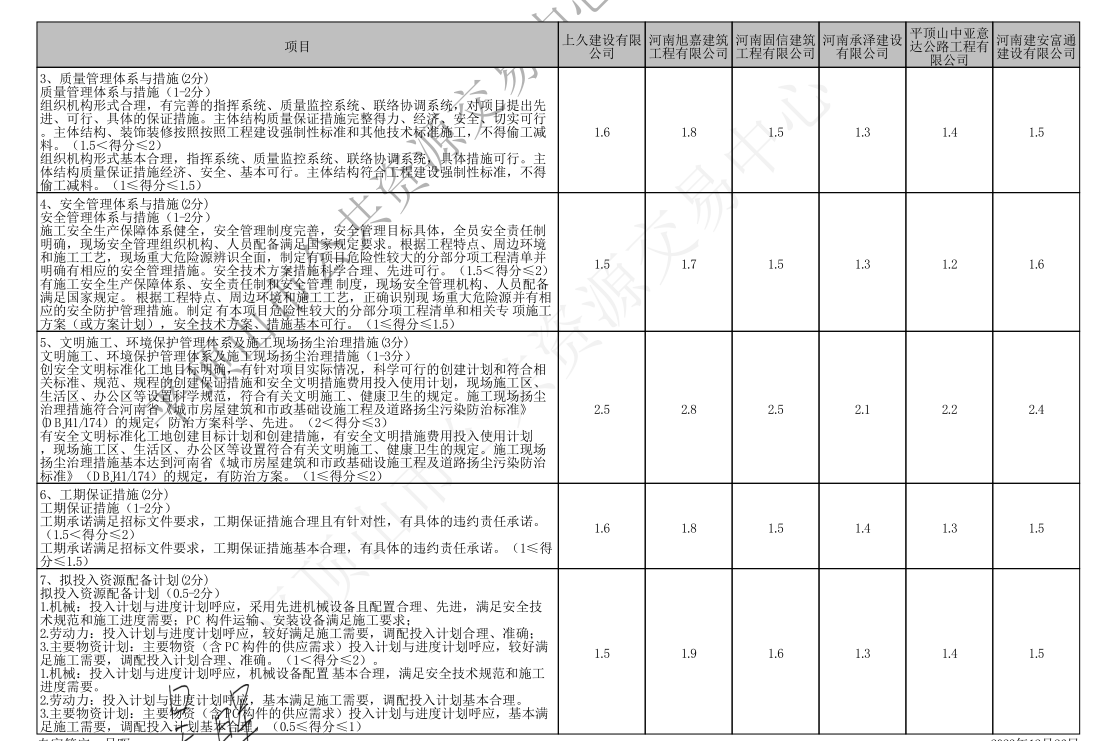 项目
上久建设有限公司
河南旭嘉建筑工程有限公司
河南固信建筑工程有限公司
河南承泽建设有限公司
平顶山中亚意达公路工程有限公司
河南建安富通建设有限公司
3、质量管理体系与措施(2分)
质量管理体系与措施（1-2分）
组织机构形式合理，有完善的指挥系统、质量监控系统、联络协调系统，对项目提出先
进、可行、具体的保证措施。主体结构质量保证措施完整得力、经济、安全、切实可行
。主体结构、装饰装修按照按照工程建设强制性标准和其他技术标准施工，不得偷工减
料。（1.5<得分≤2）
组织机构形式基本合理，指挥系统、质量监控系统、联络协调系统，具体措施可行。主
体结构质量保证措施经济、安全、基本可行。主体结构符合工程建设强制性标准，不得
偷工减料。（1≤得分≤1.5）
1.6 1.8 1.5 1.3 1.4 1.5
4、安全管理体系与措施(2分)
安全管理体系与措施（1-2分）
施工安全生产保障体系健全，安全管理制度完善，安全管理目标具体，全员安全责任制
明确，现场安全管理组织机构、人员配备满足国家规定要求。根据工程特点、周边环境
和施工工艺，现场重大危险源辨识全面，制定有项目危险性较大的分部分项工程清单并
明确有相应的安全管理措施。安全技术方案措施科学合理、先进可行。（1.5<得分≤2）
有施工安全生产保障体系、安全责任制和安全管理 制度，现场安全管理机构、人员配备
满足国家规定。 根据工程特点、周边环境和施工工艺，正确识别现 场重大危险源并有相
应的安全防护管理措施。制定 有本项目危险性较大的分部分项工程清单和相关专 项施工
方案（或方案计划），安全技术方案、措施基本可行。（1≤得分≤1.5）
1.5 1.7 1.5 1.3 1.2 1.6
5、文明施工、环境保护管理体系及施工现场扬尘治理措施(3分)
文明施工、环境保护管理体系及施工现场扬尘治理措施（1-3分）
创安全文明标准化工地目标明确，有针对项目实际情况，科学可行的创建计划和符合相
关标准、规范、规程的创建保证措施和安全文明措施费用投入使用计划，现场施工区、
生活区、办公区等设置科学规范，符合有关文明施工、健康卫生的规定。施工现场扬尘
治理措施符合河南省《城市房屋建筑和市政基础设施工程及道路扬尘污染防治标准》
(DBJ41/174）的规定，防治方案科学、先进。（2<得分≤3）
有安全文明标准化工地创建目标计划和创建措施，有安全文明措施费用投入使用计划
，现场施工区、生活区、办公区等设置符合有关文明施工、健康卫生的规定。施工现场
扬尘治理措施基本达到河南省《城市房屋建筑和市政基础设施工程及道路扬尘污染防治
标准》（DBJ41/174）的规定，有防治方案。（1≤得分≤2）
2.5 2.8 2.5 2.1 2.2 2.4
6、工期保证措施(2分)
工期保证措施（1-2分）
工期承诺满足招标文件要求，工期保证措施合理且有针对性，有具体的违约责任承诺。
（1.5<得分≤2）
工期承诺满足招标文件要求，工期保证措施基本合理，有具体的违约责任承诺。（1≤得
分≤1.5）
1.6 1.8 1.5 1.4 1.3 1.5
7、拟投入资源配备计划(2分)
拟投入资源配备计划（0.5-2分）
1.机械：投入计划与进度计划呼应，采用先进机械设备且配置合理、先进，满足安全技
术规范和施工进度需要；PC 构件运输、安装设备满足施工要求；
2.劳动力：投入计划与进度计划呼应，较好满足施工需要，调配投入计划合理、准确；
3.主要物资计划：主要物资（含PC构件的供应需求）投入计划与进度计划呼应，较好满
足施工需要，调配投入计划合理、准确。（1<得分≤2）。
1.机械：投入计划与进度计划呼应，机械设备配置 基本合理，满足安全技术规范和施工
进度需要。
2.劳动力：投入计划与进度计划呼应，基本满足施工需要，调配投入计划基本合理。
3.主要物资计划：主要物资（含PC构件的供应需求）投入计划与进度计划呼应，基本满
足施工需要，调配投入计划基本合理。（0.5≤得分≤1）
1.5 1.9 1.6 1.3 1.4 1.5